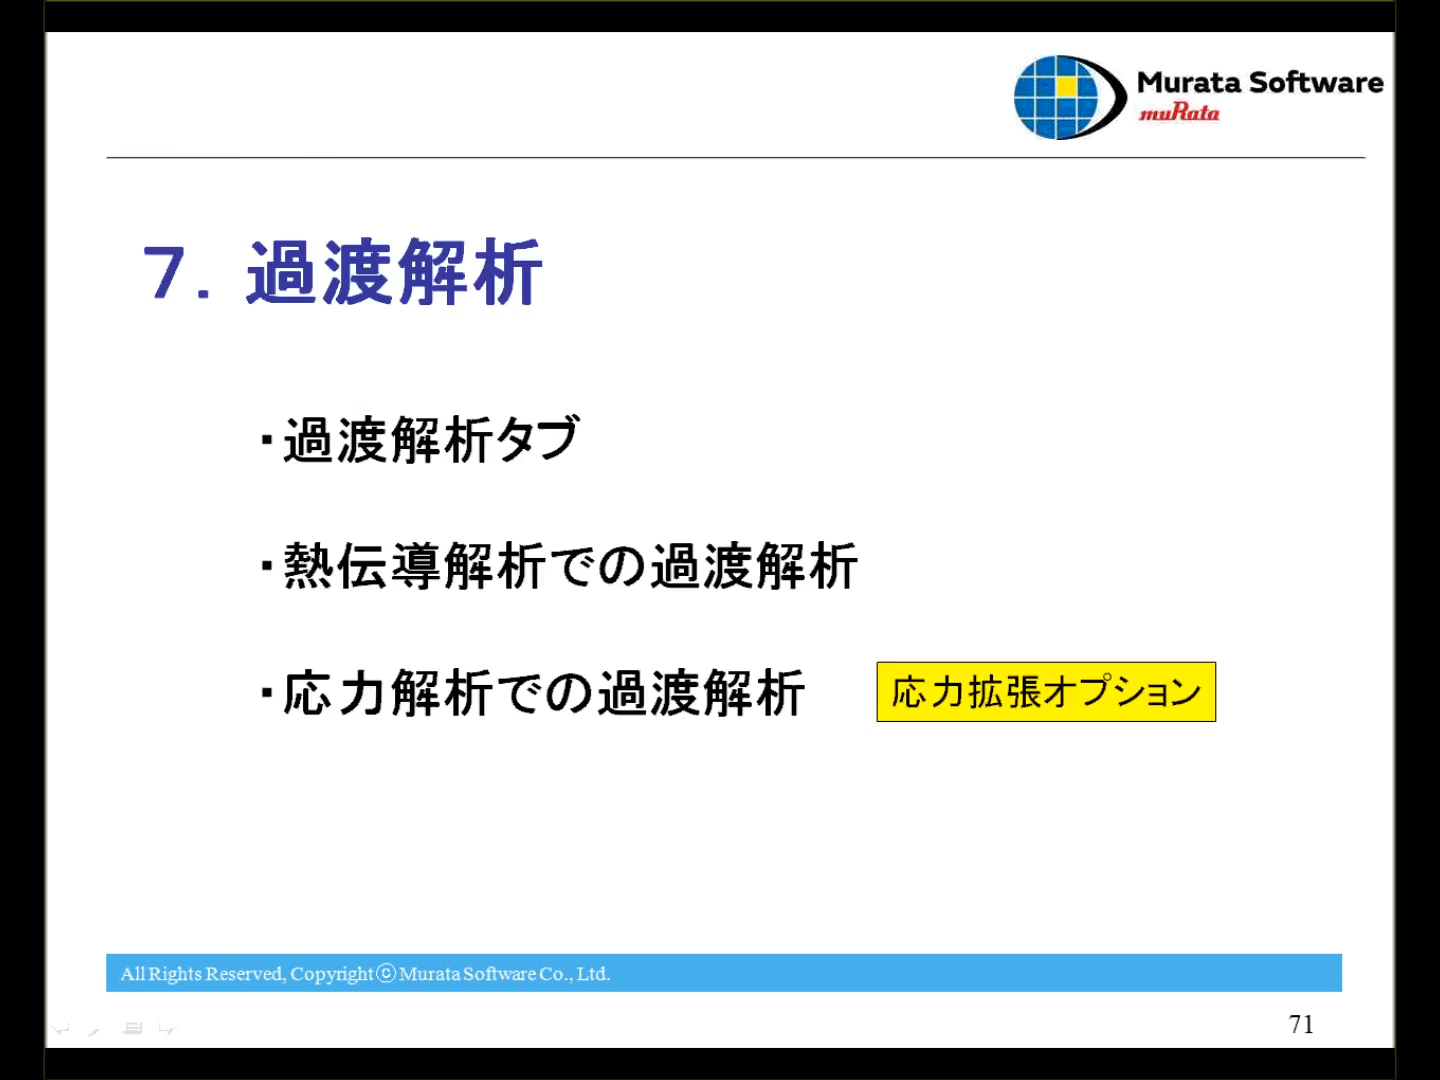 Murata Software
muRata
7．過渡解析
・過渡解析タブ
・熱伝導解析での過渡解析
・応力解析での過渡解析
応力拡張オプション
All Rights Reserved, Copyright ⓒ Murata Software Co., Ltd.
71